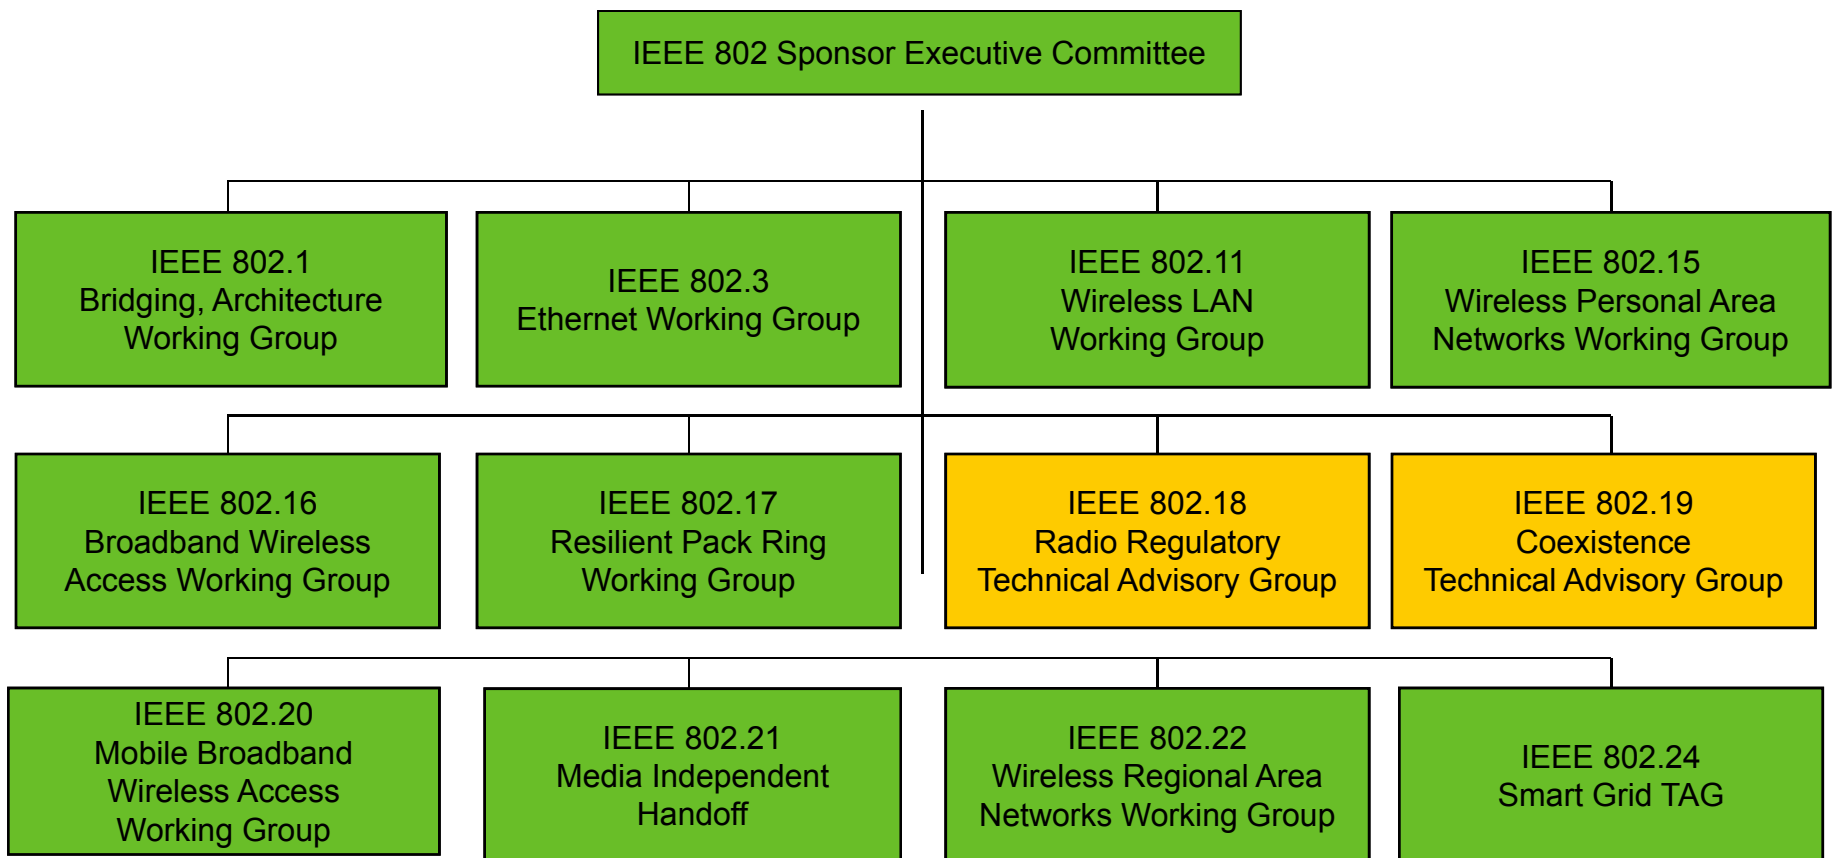 IEEE 802 Sponsor Executive Committee
IEEE 802.1
Bridging, Architecture
Working Group
IEEE 802.3
Ethernet Working Group
IEEE 802.11
Wireless LAN
Working Group
IEEE 802.15
Wireless Personal Area
Networks Working Group
IEEE 802.16
Broadband Wireless
Access Working Group
IEEE 802.17
Resilient Pack Ring
Working Group
IEEE 802.18
Radio Regulatory
Technical Advisory Group
IEEE 802.19
Coexistence
Technical Advisory Group
IEEE 802.20
Mobile Broadband
Wireless Access
Working Group
IEEE 802.21
Media Independent
Handoff
IEEE 802.22
Wireless Regional Area
Networks Working Group
IEEE 802.24
Smart Grid TAG